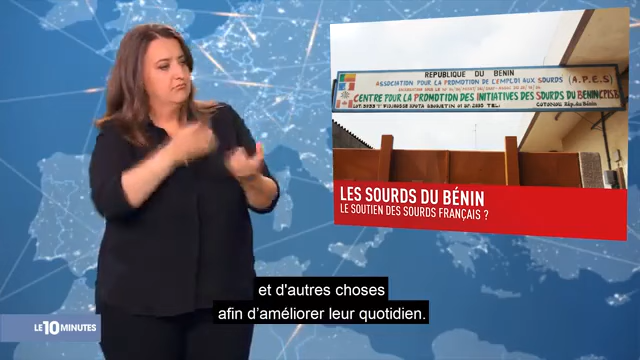 REPUBLIQUE DU BENIN
ASSOCIATION POUR LA PROMOTION DE L'EMPLOI AUX SOURDS (A.P.E.S)
CENTRE POUR LA PROMOTION DES INITIATIVES DES SOURDS DU BENIN
COTONOU Rép. du Bénin
LES SOURDS DU BÉNIN
LE SOUTIEN DES SOURDS FRANÇAIS ?
et d'autres choses
afin d'améliorer leur quotidien.
LE 10 MINUTES